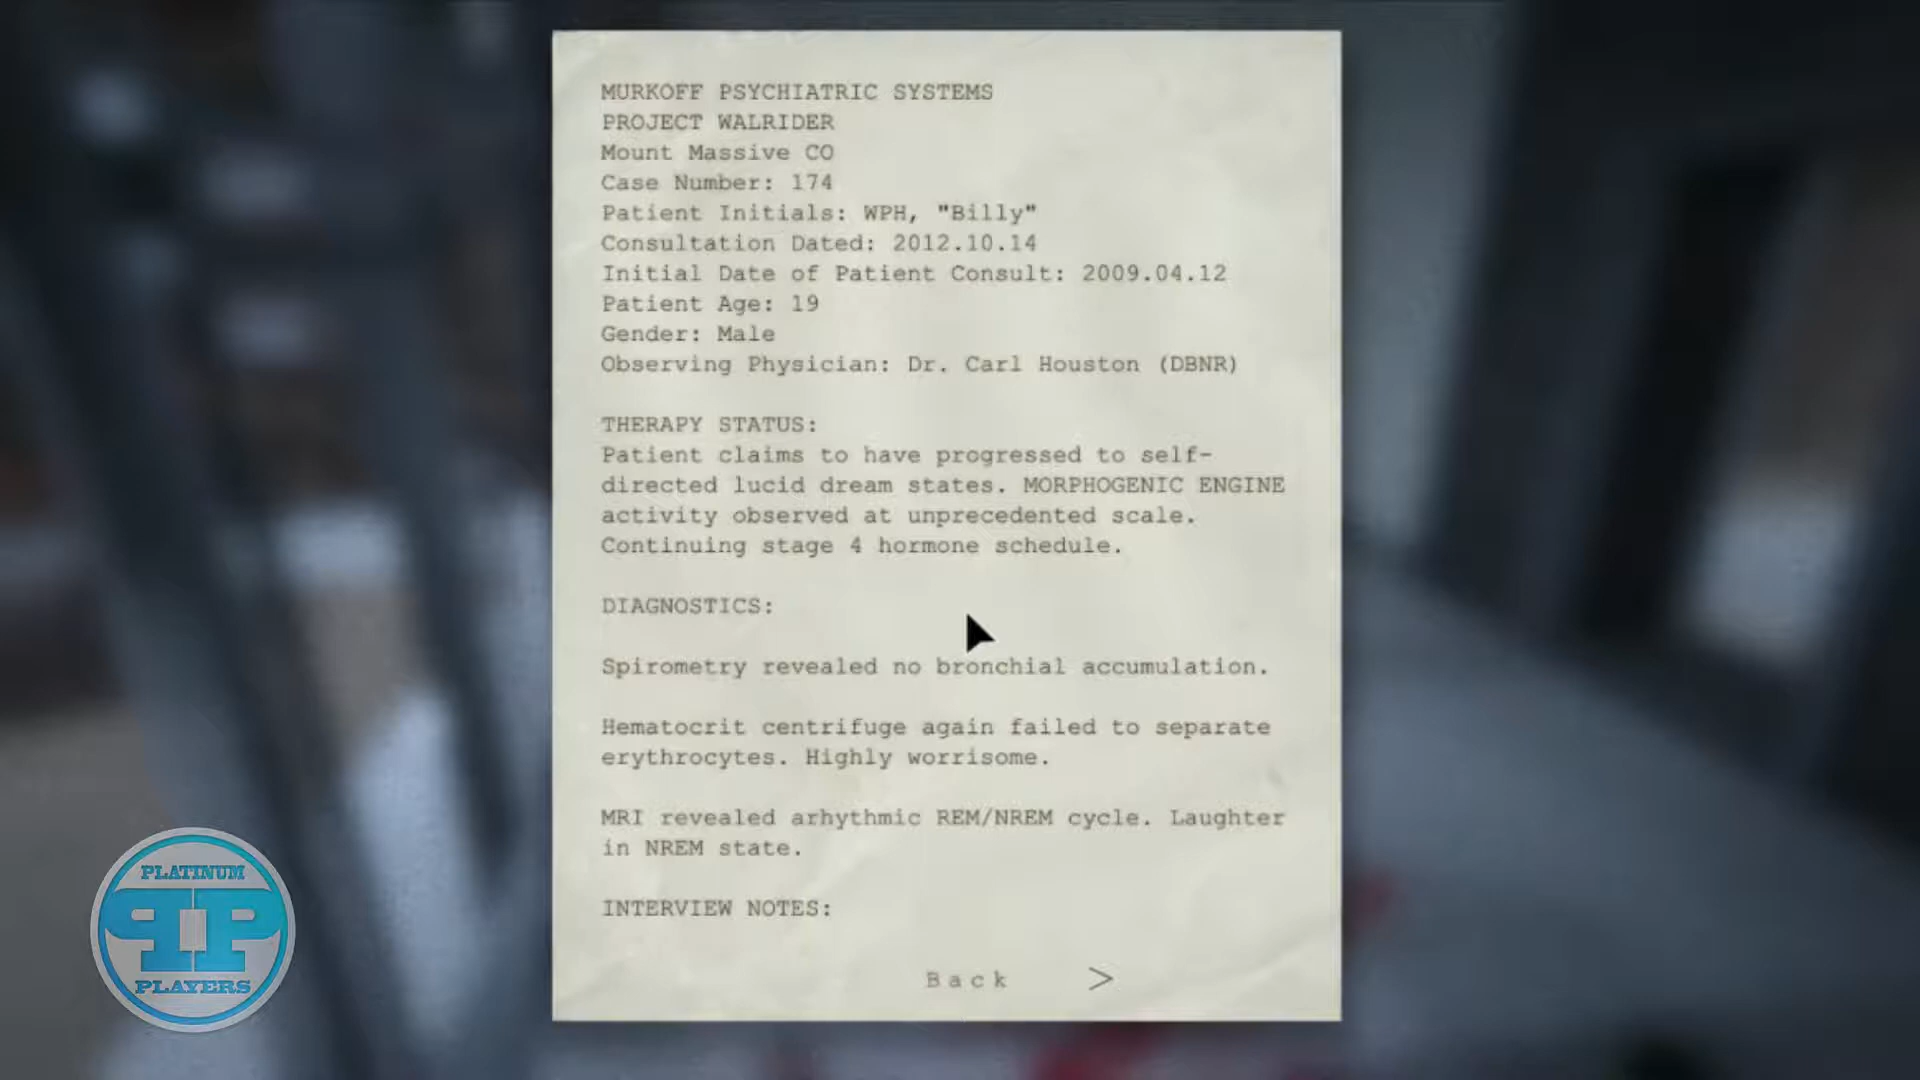 MURKOFF PSYCHIATRIC SYSTEMS
PROJECT WALRIDER
Mount Massive CO
Case Number: 174
Patient Initials: WPH, "Billy"
Consultation Dated: 2012.10.14
Initial Date of Patient Consult: 2009.04.12
Patient Age: 19
Gender: Male
Observing Physician: Dr. Carl Houston (DBNR)
THERAPY STATUS:
Patient claims to have progressed to self-
directed lucid dream states. MORPHOGENIC ENGINE
activity observed at unprecedented scale.
Continuing stage 4 hormone schedule.
DIAGNOSTICS:
Spirometry revealed no bronchial accumulation.
Hematocrit centrifuge again failed to separate
erythrocytes. Highly worrisome.
MRI revealed arhythmic REM/NREM cycle. Laughter
in NREM state.
INTERVIEW NOTES:
Back >
PLATINUM
PP
PLAYERS